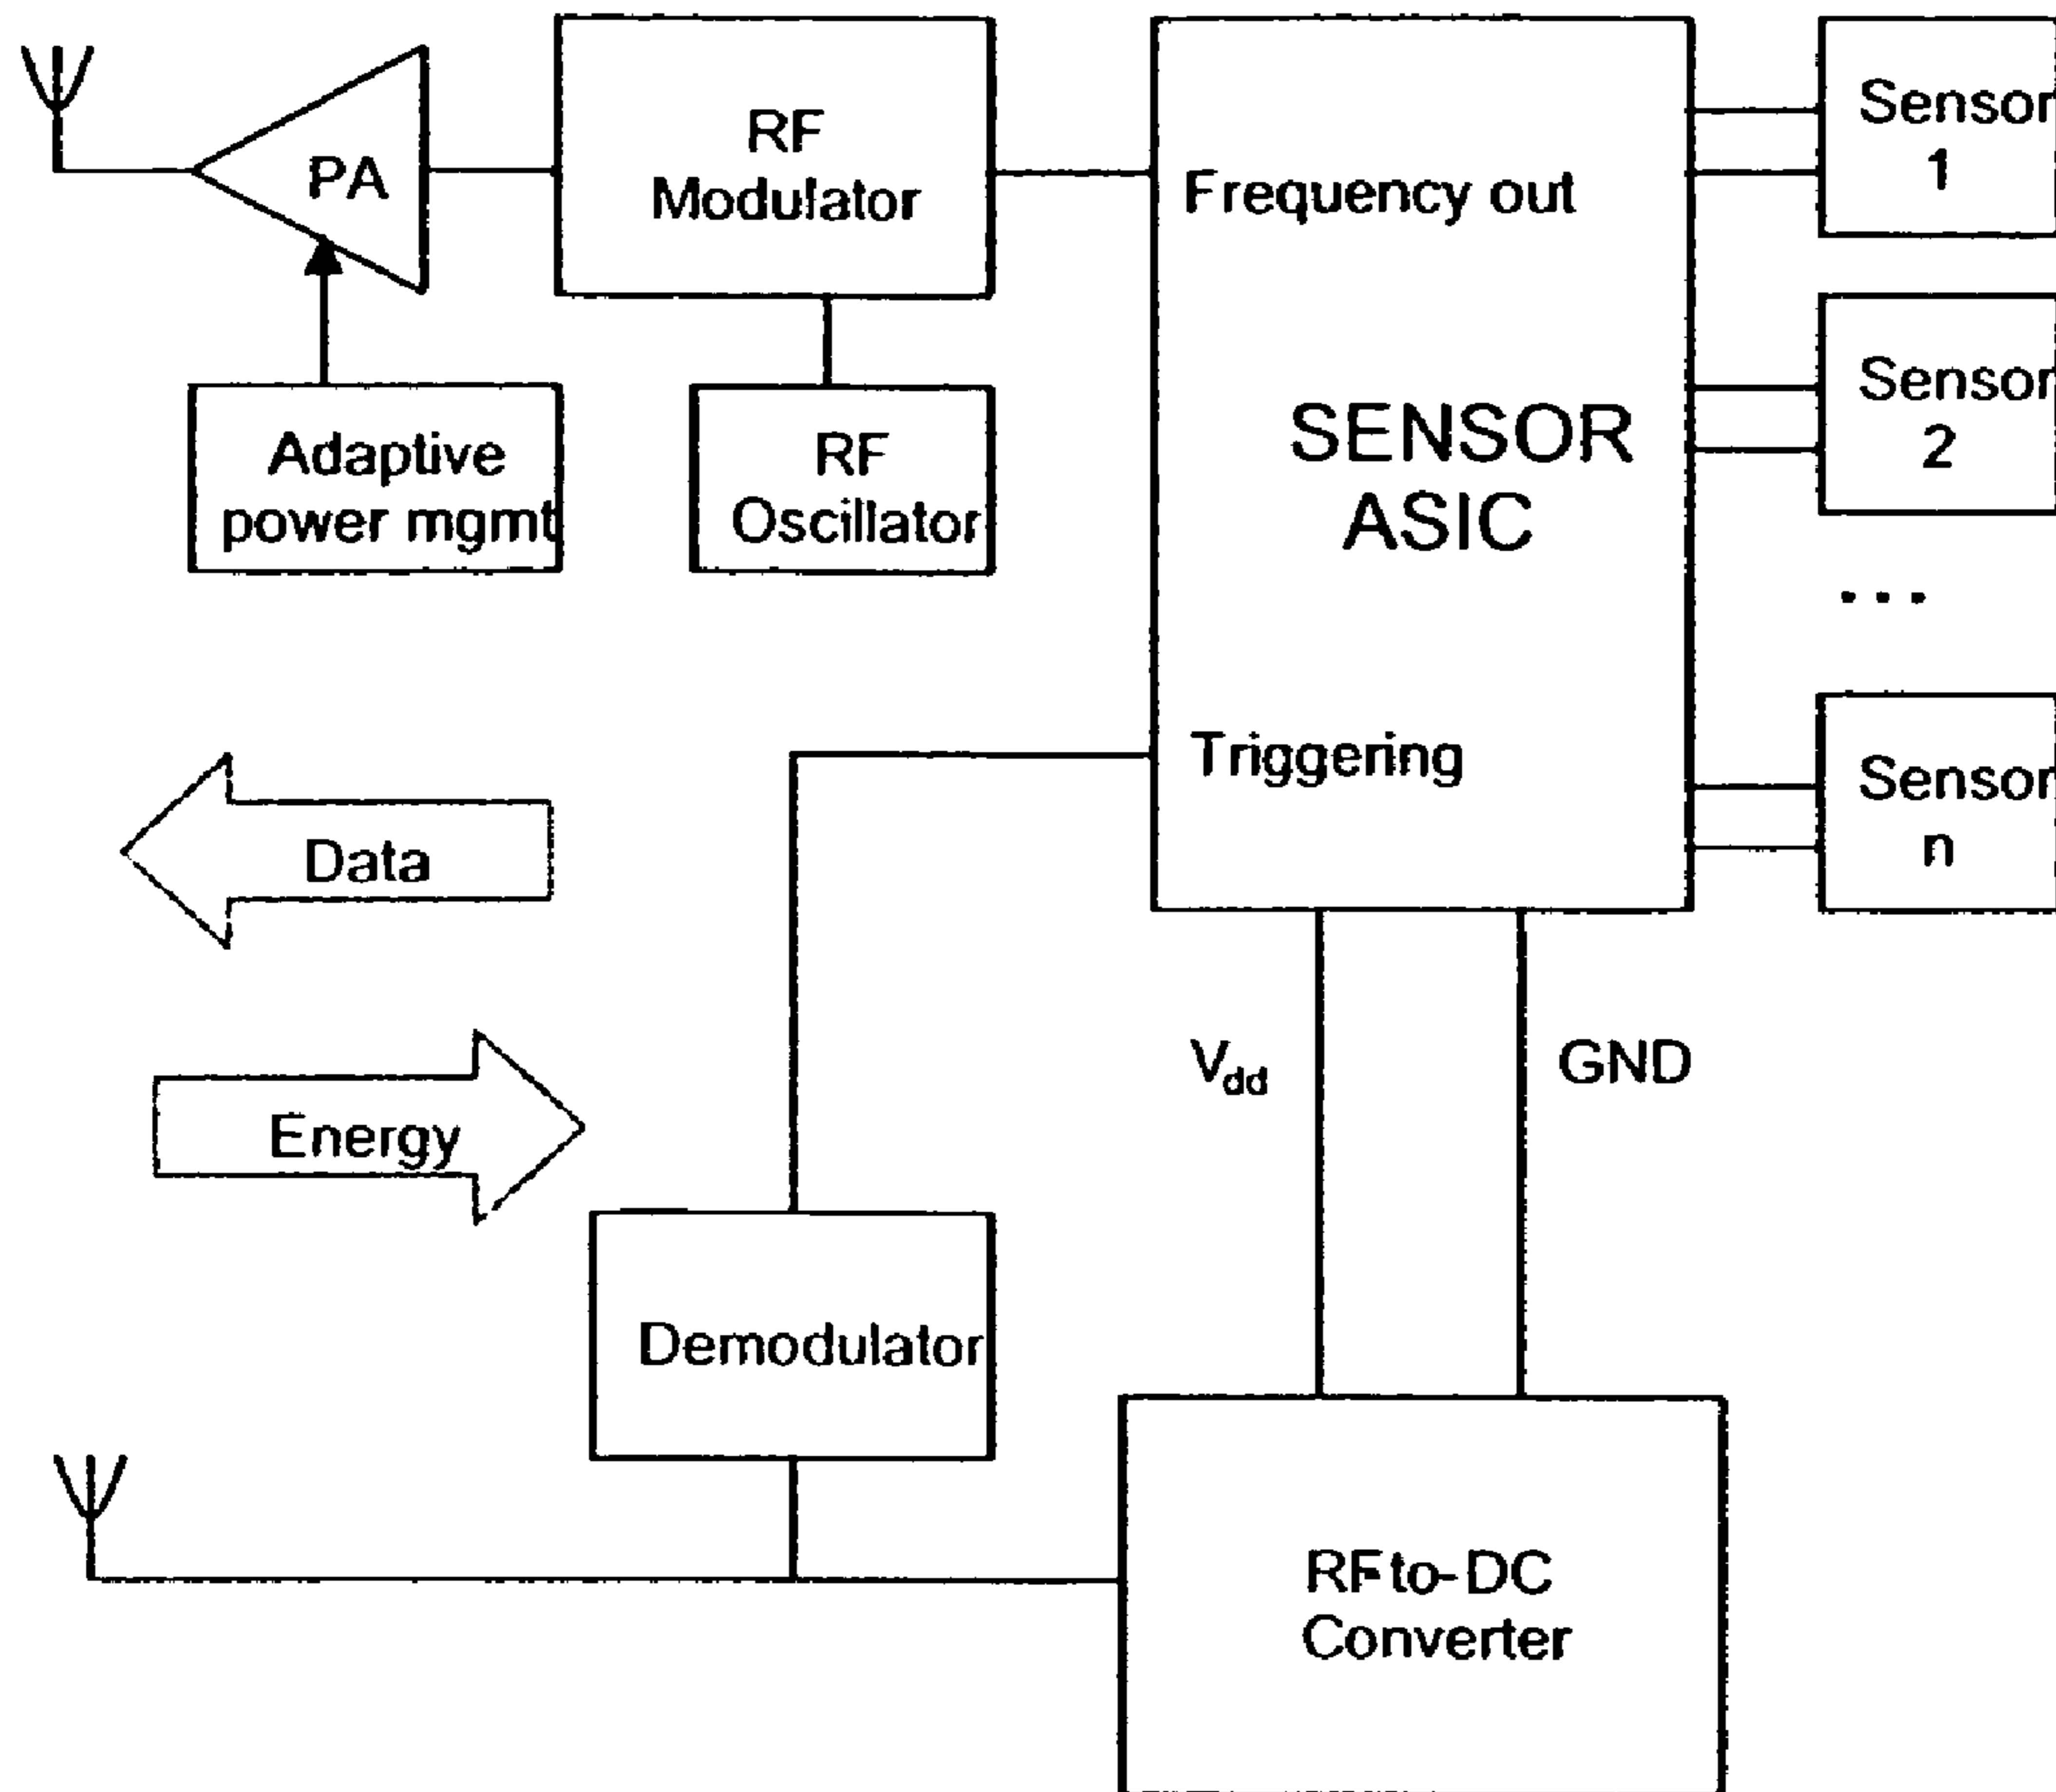 PA
RF
Modulator
Frequency out
Sensor
1
Adaptive
power mgmt
RF
Oscillator
SENSOR
ASIC
Sensor
2
...
Triggering
Sensor
n
Data
Energy
Vdd
GND
Demodulator
RF to-DC
Converter